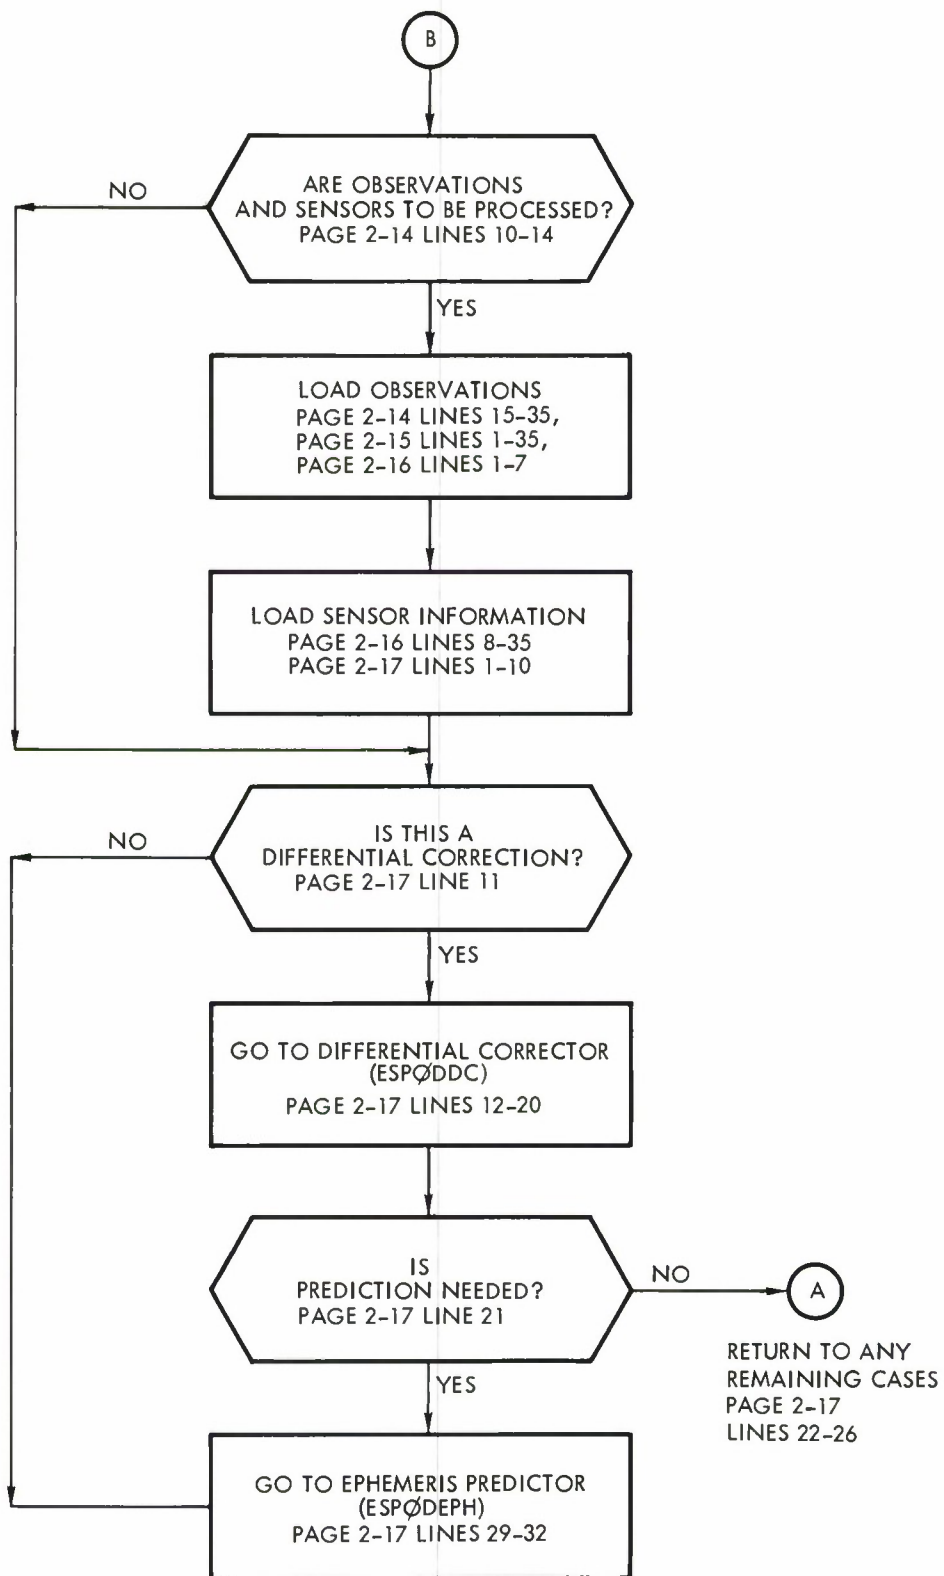 B
ARE OBSERVATIONS
AND SENSORS TO BE PROCESSED?
PAGE 2-14 LINES 10-14
NO
YES
LOAD OBSERVATIONS
PAGE 2-14 LINES 15-35,
PAGE 2-15 LINES 1-35,
PAGE 2-16 LINES 1-7
LOAD SENSOR INFORMATION
PAGE 2-16 LINES 8-35
PAGE 2-17 LINES 1-10
IS THIS A
DIFFERENTIAL CORRECTION?
PAGE 2-17 LINE 11
NO
YES
GO TO DIFFERENTIAL CORRECTOR
(ESPØDDC)
PAGE 2-17 LINES 12-20
IS
PREDICTION NEEDED?
PAGE 2-17 LINE 21
NO
A
RETURN TO ANY
REMAINING CASES
PAGE 2-17
LINES 22-26
YES
GO TO EPHEMERIS PREDICTOR
(ESPØDEPH)
PAGE 2-17 LINES 29-32